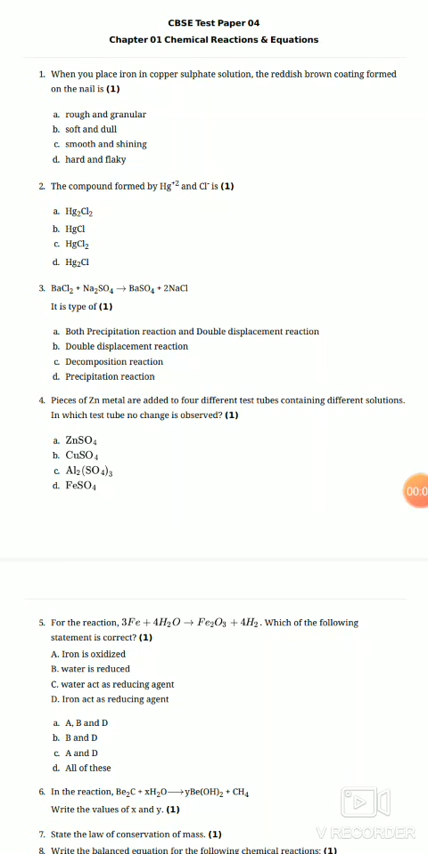 CBSE Test Paper 04
Chapter 01 Chemical Reactions & Equations
1. When you place iron in copper sulphate solution, the reddish brown coating formed
on the nail is (1)
a. rough and granular
b. soft and dull
c. smooth and shining
d. hard and flaky
2. The compound formed by Hg⁺² and Cl⁻ is (1)
a. Hg₂Cl₂
b. HgCl
c. HgCl₂
d. Hg₂Cl
3. BaCl₂ + Na₂SO₄ → BaSO₄ + 2NaCl
It is type of (1)
a. Both Precipitation reaction and Double displacement reaction
b. Double displacement reaction
c. Decomposition reaction
d. Precipitation reaction
4. Pieces of Zn metal are added to four different test tubes containing different solutions.
In which test tube no change is observed? (1)
a. ZnSO₄
b. CuSO₄
c. Al₂(SO₄)₃
d. FeSO₄
00:0
5. For the reaction, 3Fe + 4H₂O → Fe₂O₃ + 4H₂. Which of the following
statement is correct? (1)
A. Iron is oxidized
B. water is reduced
C. water act as reducing agent
D. Iron act as reducing agent
a. A, B and D
b. B and D
c. A and D
d. All of these
6. In the reaction, Be₂C + xH₂O⟶yBe(OH)₂ + CH₄
Write the values of x and y. (1)
7. State the law of conservation of mass. (1)
V RECORDER
8. Write the balanced equation for the following chemical reactions: (1)